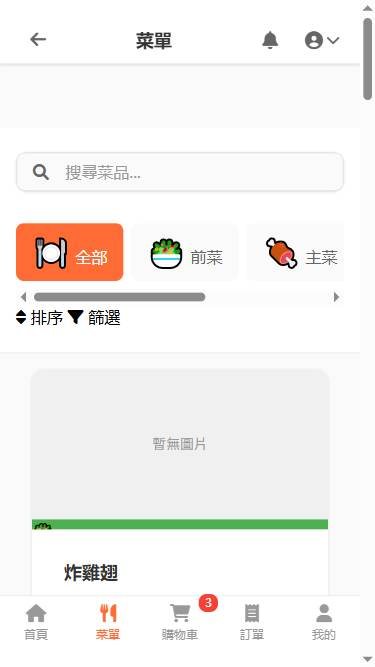 菜單
搜尋菜品...
全部 前菜 主菜
排序 篩選
暫無圖片
炸雞翅
3
首頁 菜單 購物車 訂單 我的